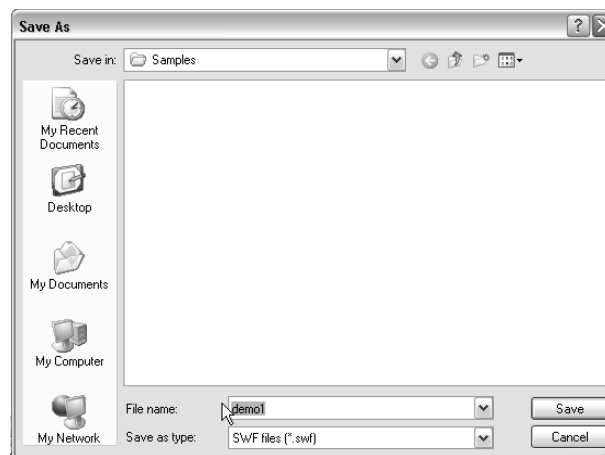 Save As
?
Save in:
Samples
My Recent
Documents
Desktop
My Documents
My Computer
My Network
File name:
demo1
Save
Save as type:
SWF files (*.swf)
Cancel